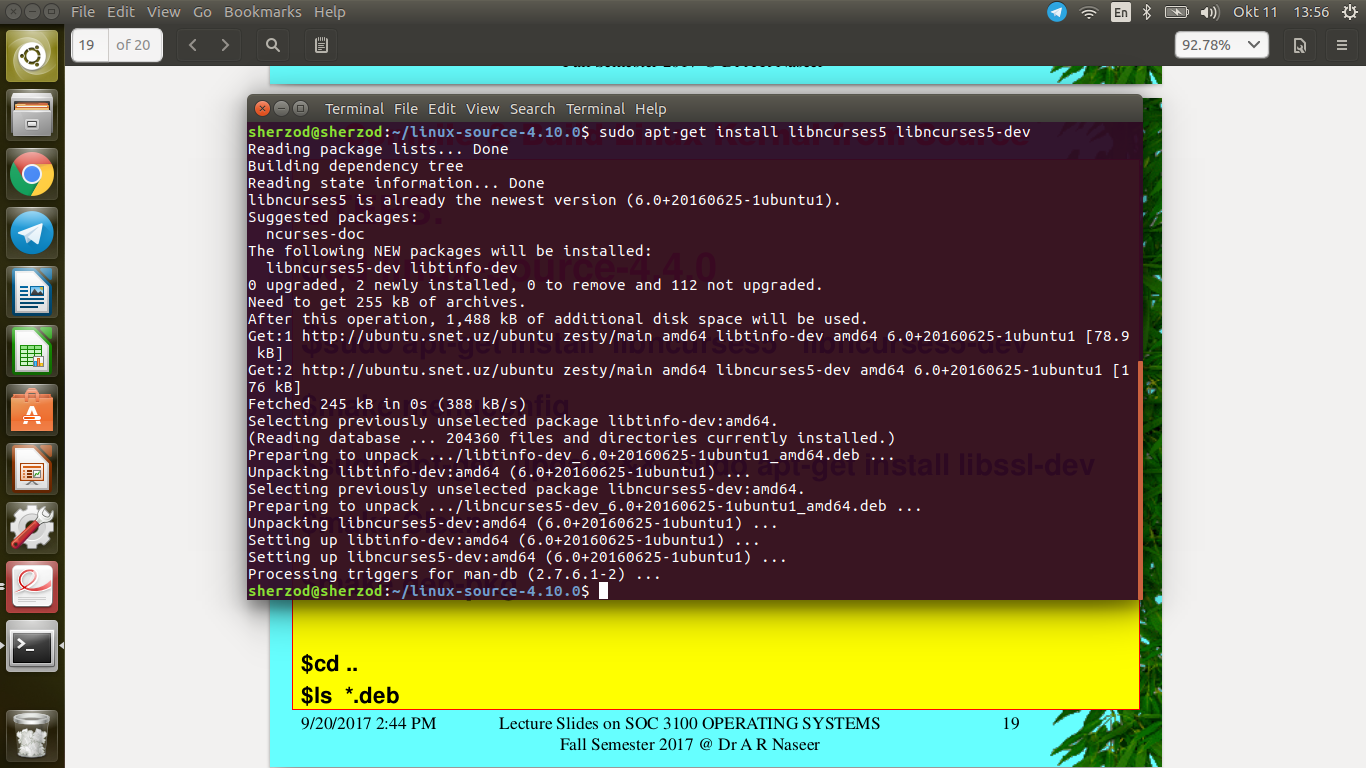 File Edit View Go Bookmarks Help En Okt 11 13:56
19 of 20 92.78%
Terminal File Edit View Search Terminal Help
sherzod@sherzod:~/linux-source-4.10.0$ sudo apt-get install libncurses5 libncurses5-dev
Reading package lists... Done
Building dependency tree
Reading state information... Done
libncurses5 is already the newest version (6.0+20160625-1ubuntu1).
Suggested packages:
ncurses-doc
The following NEW packages will be installed:
libncurses5-dev libtinfo-dev
0 upgraded, 2 newly installed, 0 to remove and 112 not upgraded.
Need to get 255 kB of archives.
After this operation, 1,488 kB of additional disk space will be used.
Get:1 http://ubuntu.snet.uz/ubuntu zesty/main amd64 libtinfo-dev amd64 6.0+20160625-1ubuntu1 [78.9
kB]
Get:2 http://ubuntu.snet.uz/ubuntu zesty/main amd64 libncurses5-dev amd64 6.0+20160625-1ubuntu1 [1
76 kB]
Fetched 245 kB in 0s (388 kB/s)
Selecting previously unselected package libtinfo-dev:amd64.
(Reading database ... 204360 files and directories currently installed.)
Preparing to unpack .../libtinfo-dev_6.0+20160625-1ubuntu1_amd64.deb ...
Unpacking libtinfo-dev:amd64 (6.0+20160625-1ubuntu1) ...
Selecting previously unselected package libncurses5-dev:amd64.
Preparing to unpack .../libncurses5-dev_6.0+20160625-1ubuntu1_amd64.deb ...
Unpacking libncurses5-dev:amd64 (6.0+20160625-1ubuntu1) ...
Setting up libtinfo-dev:amd64 (6.0+20160625-1ubuntu1) ...
Setting up libncurses5-dev:amd64 (6.0+20160625-1ubuntu1) ...
Processing triggers for man-db (2.7.6.1-2) ...
sherzod@sherzod:~/linux-source-4.10.0$
$cd ..
$ls *.deb
9/20/2017 2:44 PM Lecture Slides on SOC 3100 OPERATING SYSTEMS 19
Fall Semester 2017 @ Dr A R Naseer